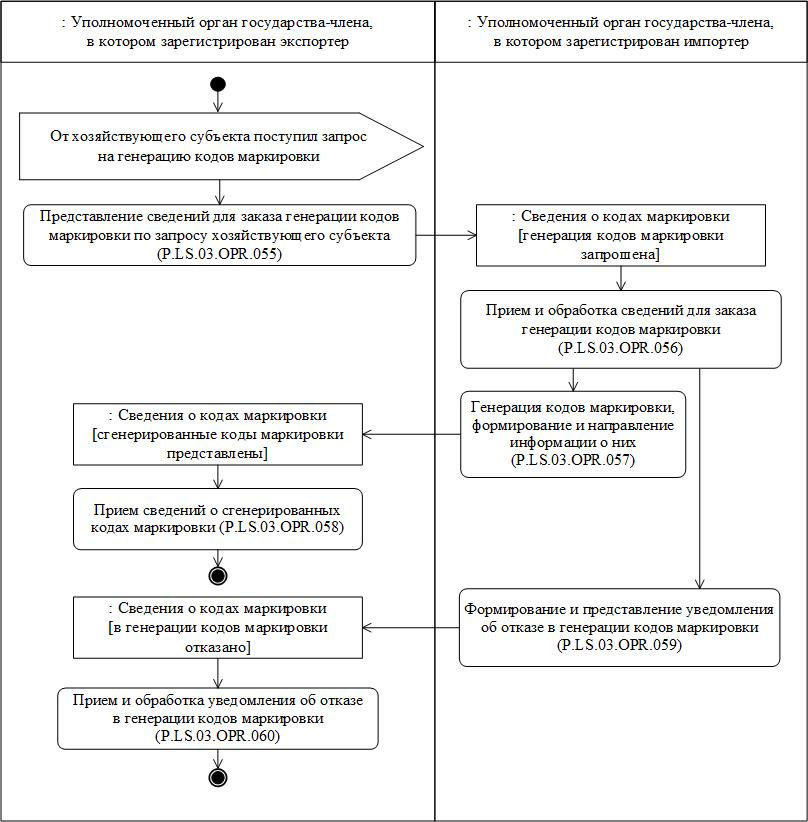 : Уполномоченный орган государства-члена,
в котором зарегистрирован экспортер
: Уполномоченный орган государства-члена,
в котором зарегистрирован импортер
От хозяйствующего субъекта поступил запрос
на генерацию кодов маркировки
Представление сведений для заказа генерации кодов
маркировки по запросу хозяйствующего субъекта
(P.LS.03.OPR.055)
: Сведения о кодах маркировки
[генерация кодов маркировки
запрошена]
Прием и обработка сведений для заказа
генерации кодов маркировки
(P.LS.03.OPR.056)
Генерация кодов маркировки,
формирование и направление
информации о них
(P.LS.03.OPR.057)
: Сведения о кодах маркировки
[сгенерированные коды маркировки
представлены]
Прием сведений о сгенерированных
кодах маркировки (P.LS.03.OPR.058)
Формирование и представление уведомления
об отказе в генерации кодов маркировки
(P.LS.03.OPR.059)
: Сведения о кодах маркировки
[в генерации кодов маркировки
отказано]
Прием и обработка уведомления об отказе
в генерации кодов маркировки
(P.LS.03.OPR.060)